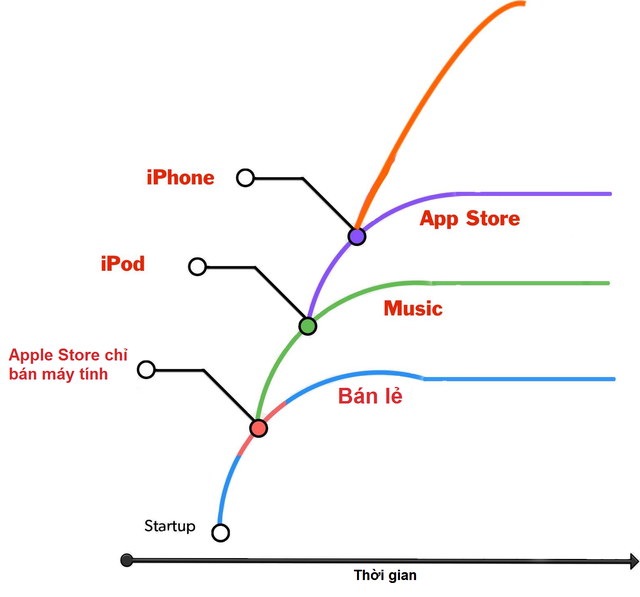 iPhone
App Store
iPod
Music
Apple Store chỉ
bán máy tính
Bán lẻ
Startup
Thời gian